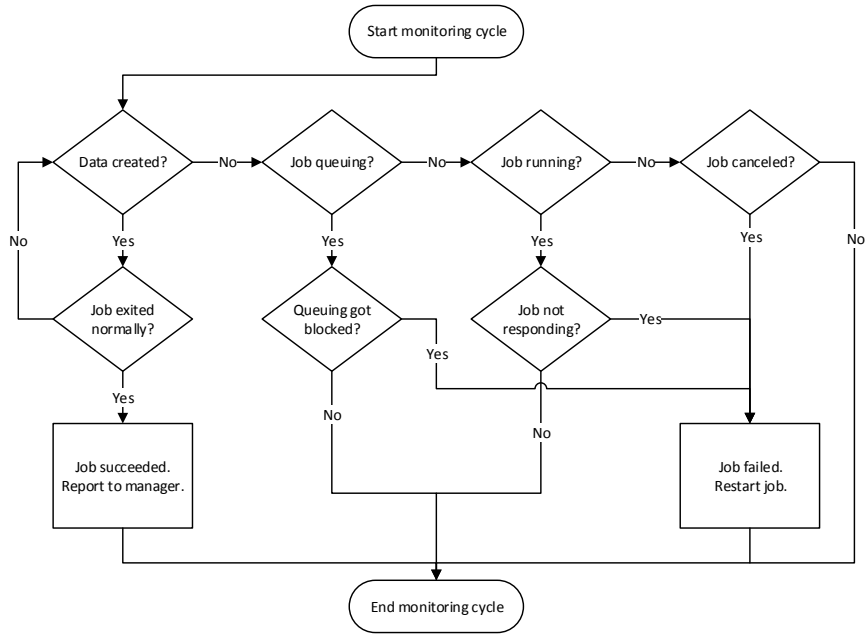 Start monitoring cycle
Data created?
No
Job queuing?
No
Job running?
No
Job canceled?
No
Yes
Yes
Yes
Yes
No
Job exited
normally?
Queuing got
blocked?
Yes
Job not
responding?
Yes
Yes
No
No
Job succeeded.
Report to manager.
Job failed.
Restart job.
End monitoring cycle